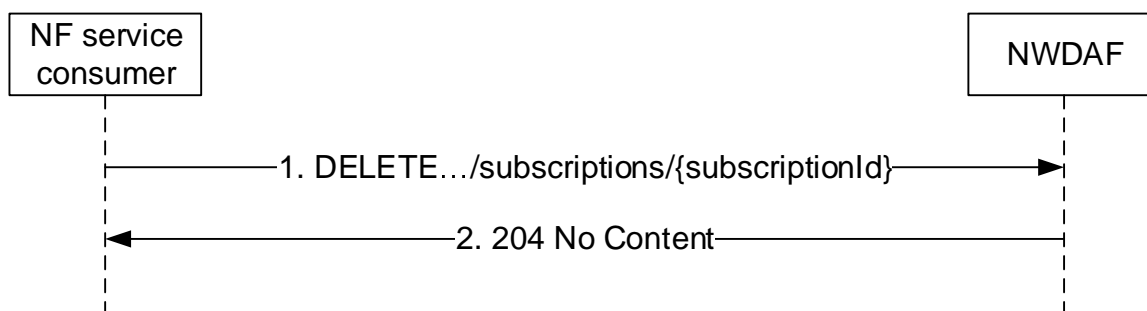 NF service
consumer
NWDAF
1. DELETE…/subscriptions/{subscriptionId}
2. 204 No Content